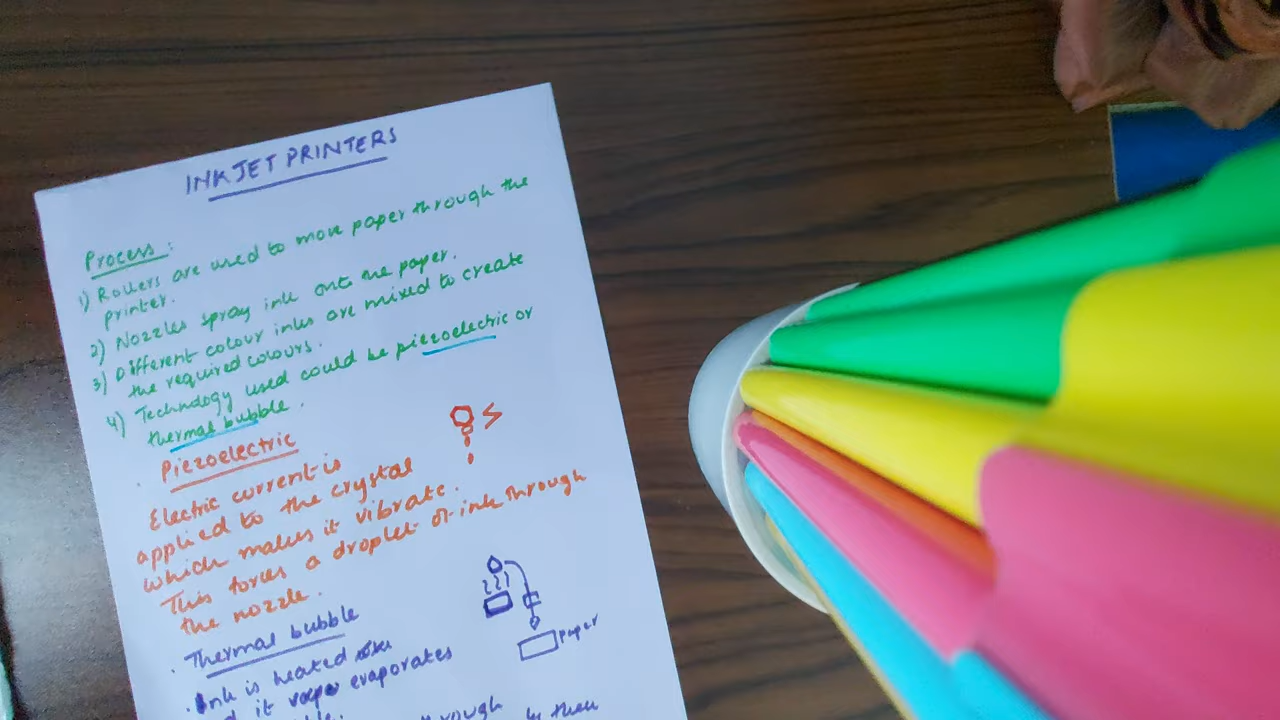 INKJET PRINTERS
Process :
1) Rollers are used to move paper through the
printer.
2) Nozzles spray ink onto the paper.
3) Different colour inks are mixed to create
the required colours.
4) Technology used could be piezoelectric or
thermal bubble.
Piezoelectric
Electric current is
applied to the crystal
which makes it vibrate.
This forces a droplet of ink through
the nozzle.
Thermal bubble
Ink is heated
it evaporates
paper
through
then